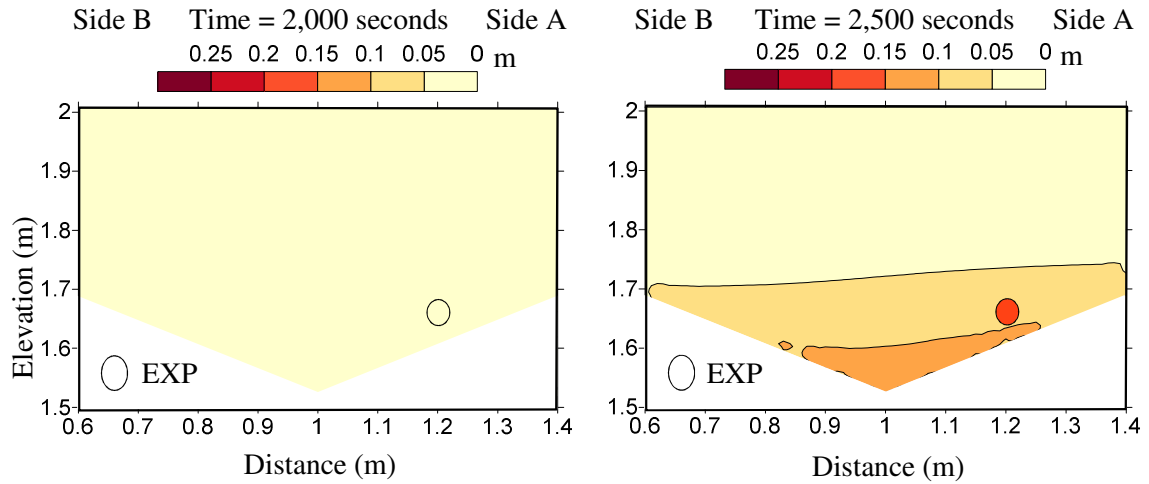 Side B Time = 2,000 seconds Side A
0.25 0.2 0.15 0.1 0.05 0 m
2
1.9
1.8
1.7
1.6
1.5
Elevation (m)
EXP
0.6 0.7 0.8 0.9 1 1.1 1.2 1.3 1.4
Distance (m)
Side B Time = 2,500 seconds Side A
0.25 0.2 0.15 0.1 0.05 0 m
2
1.9
1.8
1.7
1.6
1.5
EXP
0.6 0.7 0.8 0.9 1 1.1 1.2 1.3 1.4
Distance (m)